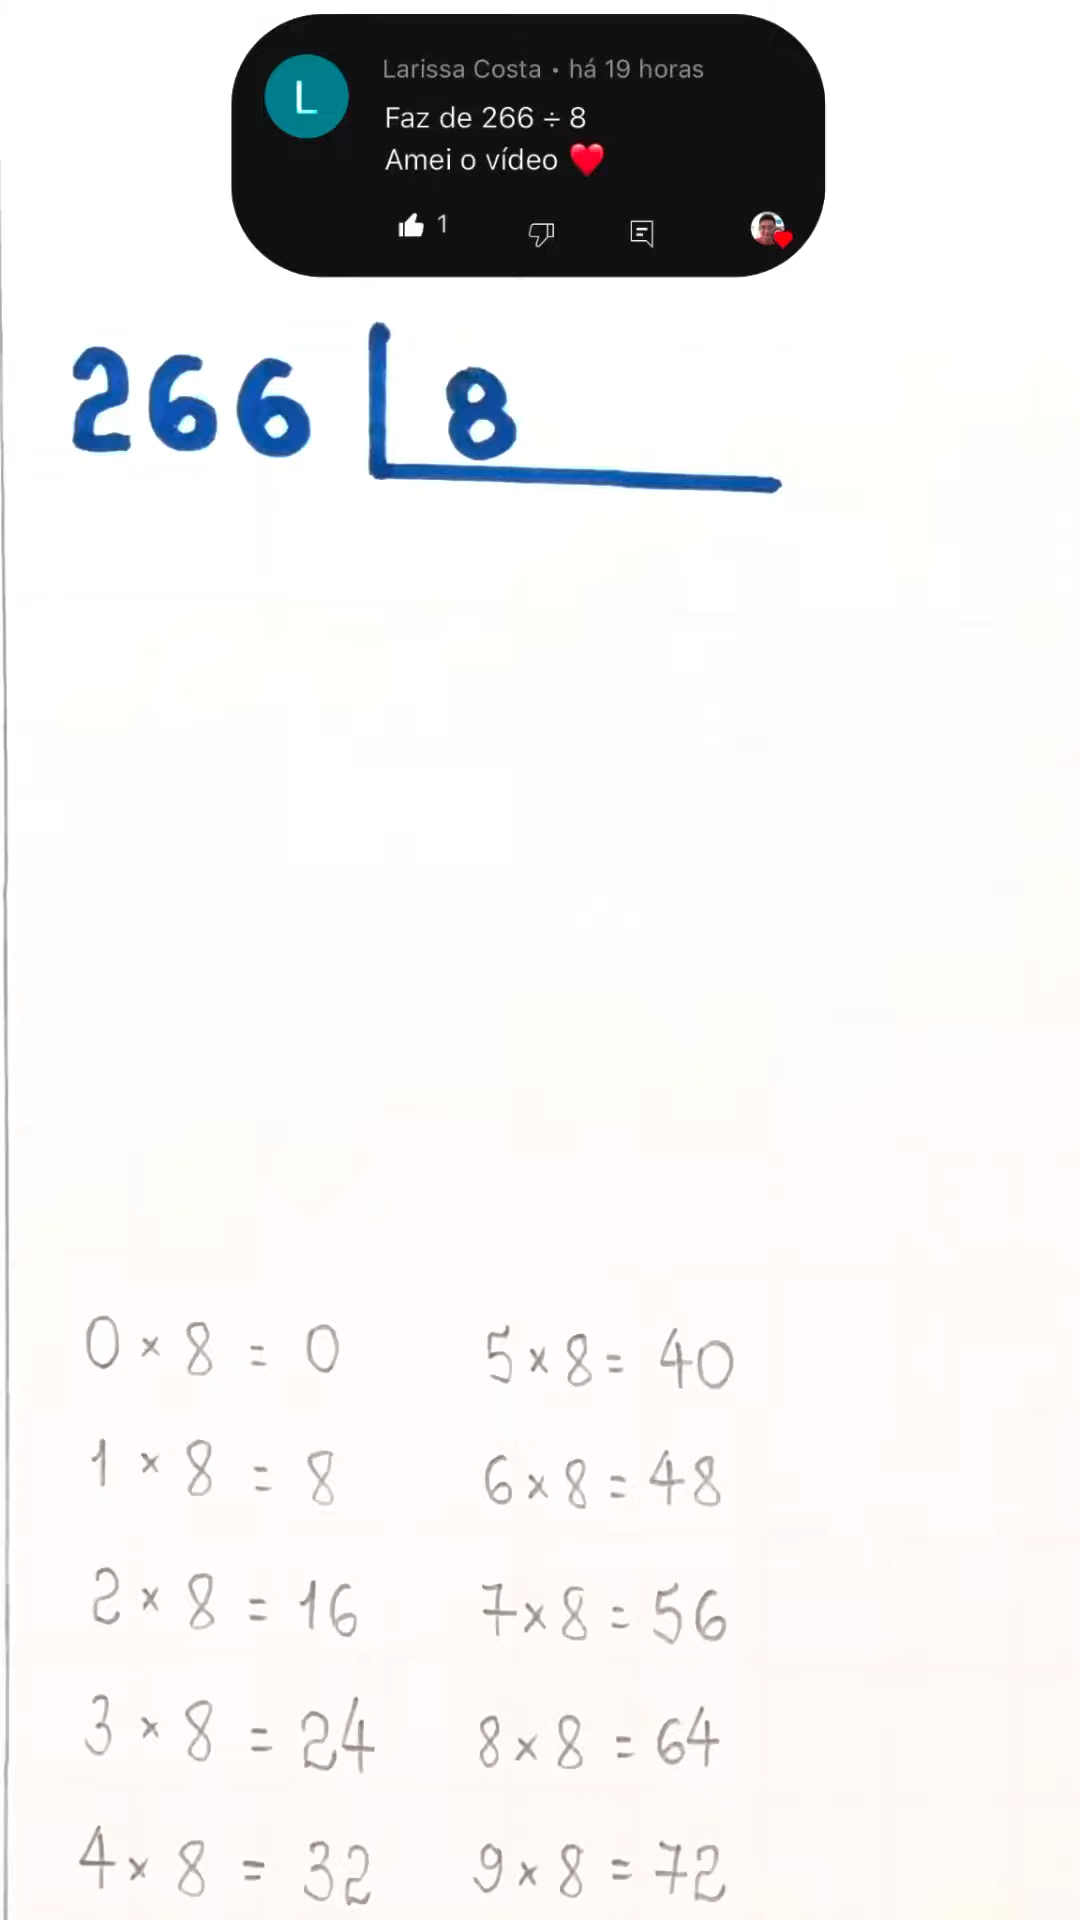 Larissa Costa • há 19 horas
Faz de 266 ÷ 8
Amei o vídeo ❤️
1
266 8
0 × 8 = 0
1 × 8 = 8
2 × 8 = 16
3 × 8 = 24
4 × 8 = 32
5 × 8 = 40
6 × 8 = 48
7 × 8 = 56
8 × 8 = 64
9 × 8 = 72